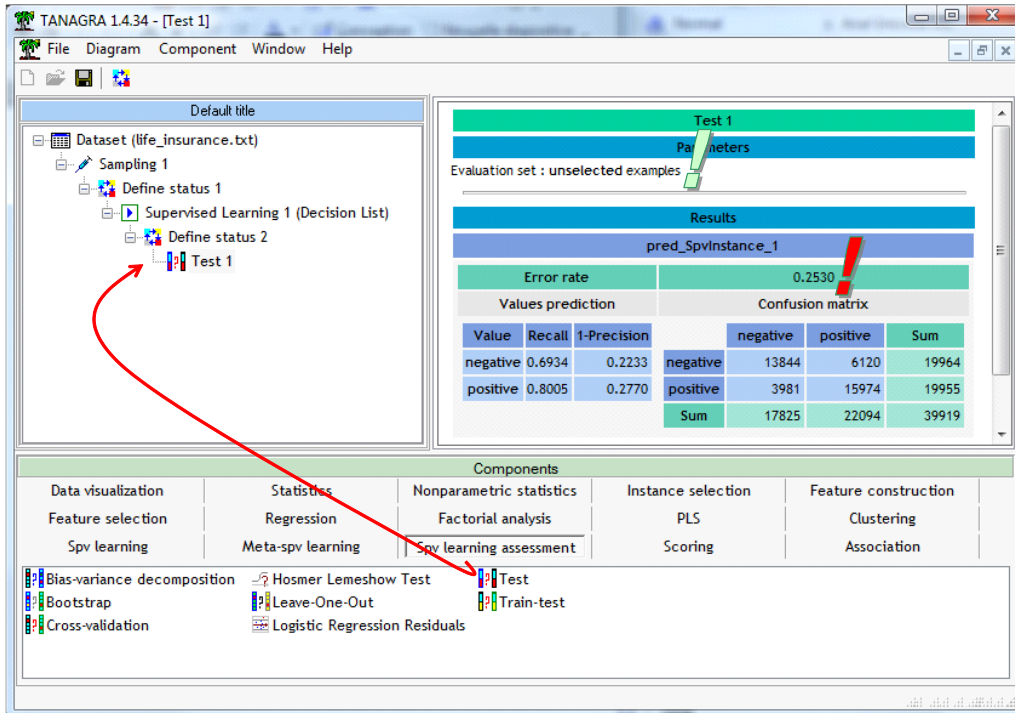 TANAGRA 1.4.34 - [Test 1]
File Diagram Component Window Help
Default title
Dataset (life_insurance.txt)
Sampling 1
Define status 1
Supervised Learning 1 (Decision List)
Define status 2
Test 1
Test 1
Parameters
Evaluation set : unselected examples
Results
pred_SpvInstance_1
Error rate 0.2530
Values prediction Confusion matrix
Value Recall 1-Precision negative positive Sum
negative 0.6934 0.2233 negative 13844 6120 19964
positive 0.8005 0.2770 positive 3981 15974 19955
Sum 17825 22094 39919
Components
Data visualization Statistics Nonparametric statistics Instance selection Feature construction
Feature selection Regression Factorial analysis PLS Clustering
Spv learning Meta-spv learning Spv learning assessment Scoring Association
Bias-variance decomposition Hosmer Lemeshow Test Test
Bootstrap Leave-One-Out Train-test
Cross-validation Logistic Regression Residuals